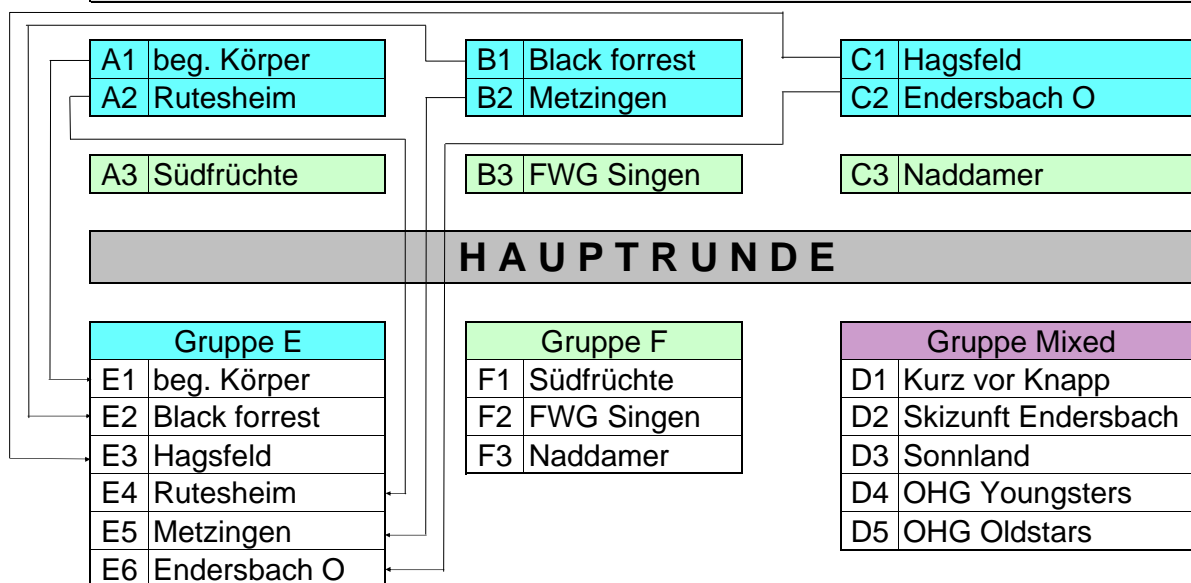 A1 beg. Körper B1 Black forrest C1 Hagsfeld
A2 Rutesheim B2 Metzingen C2 Endersbach O
A3 Südfrüchte B3 FWG Singen C3 Naddamer
HAUPTRUNDE
Gruppe E Gruppe F Gruppe Mixed
E1 beg. Körper F1 Südfrüchte D1 Kurz vor Knapp
E2 Black forrest F2 FWG Singen D2 Skizunft Endersbach
E3 Hagsfeld F3 Naddamer D3 Sonnland
E4 Rutesheim D4 OHG Youngsters
E5 Metzingen D5 OHG Oldstars
E6 Endersbach O